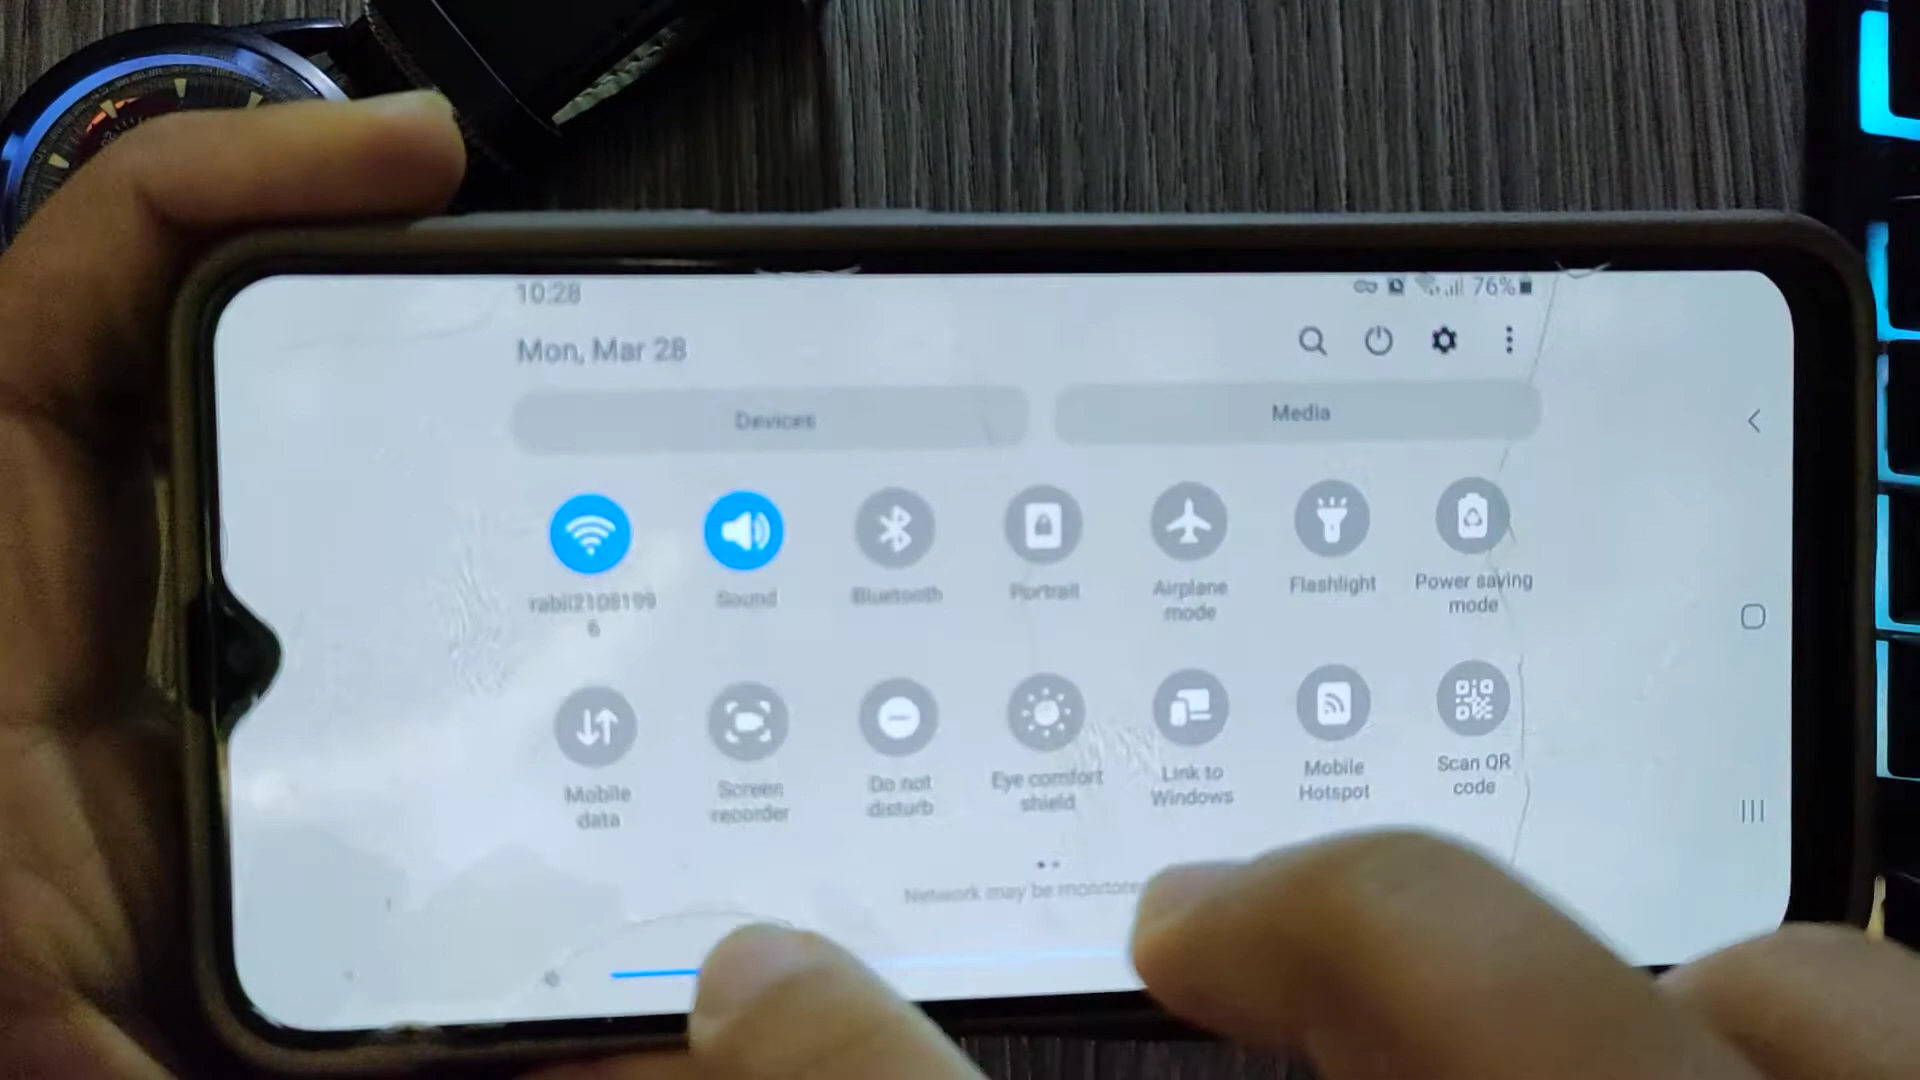 10:28
76%
Mon, Mar 28
Devices
Media
rabii2108199
6
Sound
Bluetooth
Portrait
Airplane
mode
Flashlight
Power saving
mode
Mobile
data
Screen
recorder
Do not
disturb
Eye comfort
shield
Link to
Windows
Mobile
Hotspot
Scan QR
code
Network may be